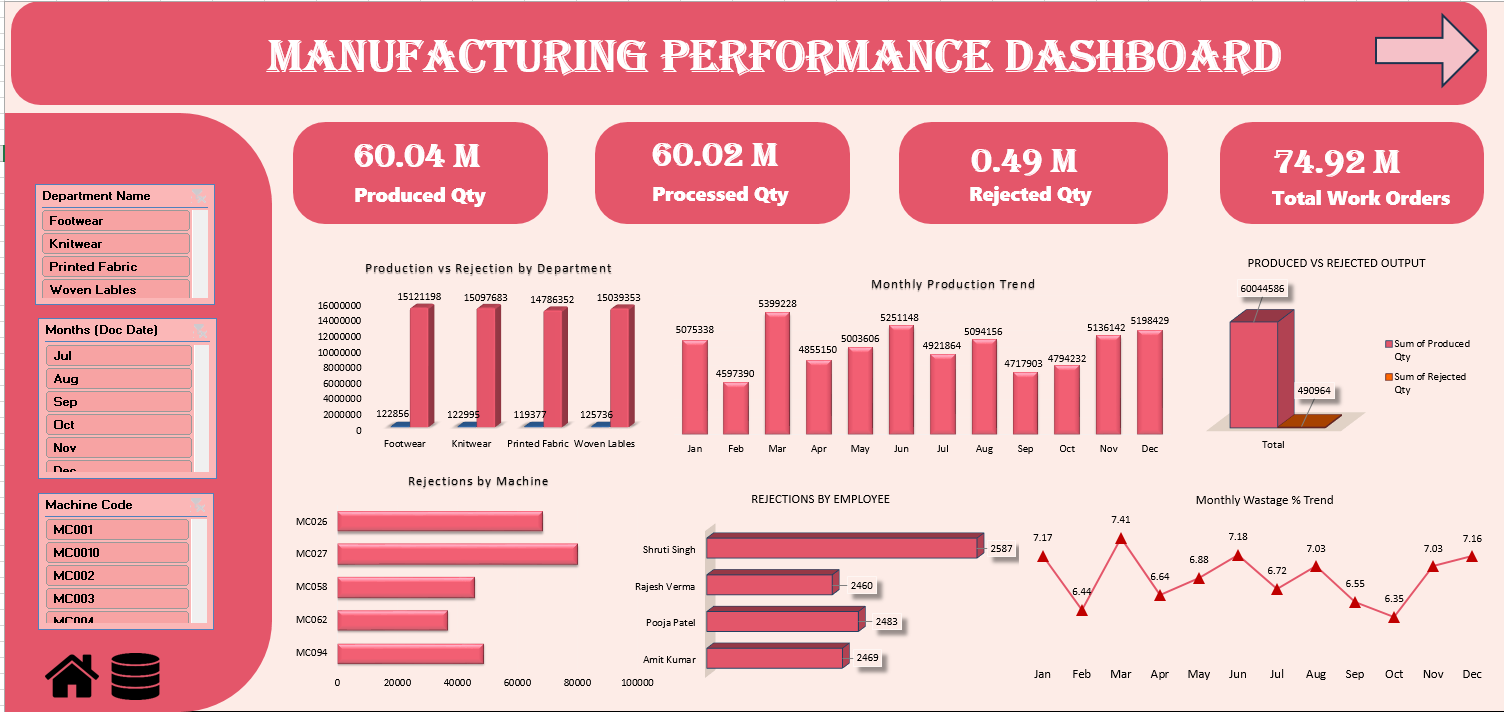 MANUFACTURING PERFORMANCE DASHBOARD
60.04 M
Produced Qty
60.02 M
Processed Qty
0.49 M
Rejected Qty
74.92 M
Total Work Orders
Department Name
Footwear
Knitwear
Printed Fabric
Woven Lables
Months (Doc Date)
Jul
Aug
Sep
Oct
Nov
Dec
Machine Code
MC001
MC0010
MC002
MC003
MC004
Production vs Rejection by Department
16000000
14000000
12000000
10000000
8000000
6000000
4000000
2000000
0
15121198
15097683
14786352
15039353
122856
122995
119377
125736
Footwear
Knitwear
Printed Fabric
Woven Lables
Monthly Production Trend
5075338
4597390
5399228
4855150
5003606
5251148
4921864
5094156
4717903
4794232
5136142
5198429
Jan
Feb
Mar
Apr
May
Jun
Jul
Aug
Sep
Oct
Nov
Dec
PRODUCED VS REJECTED OUTPUT
60044586
490964
Total
Sum of Produced
Qty
Sum of Rejected
Qty
Rejections by Machine
MC026
MC027
MC058
MC062
MC094
0
20000
40000
60000
80000
100000
REJECTIONS BY EMPLOYEE
Shruti Singh
2587
Rajesh Verma
2460
Pooja Patel
2483
Amit Kumar
2469
Monthly Wastage % Trend
7.17
6.44
7.41
6.64
6.88
7.18
6.72
7.03
6.55
6.35
7.03
7.16
Jan
Feb
Mar
Apr
May
Jun
Jul
Aug
Sep
Oct
Nov
Dec